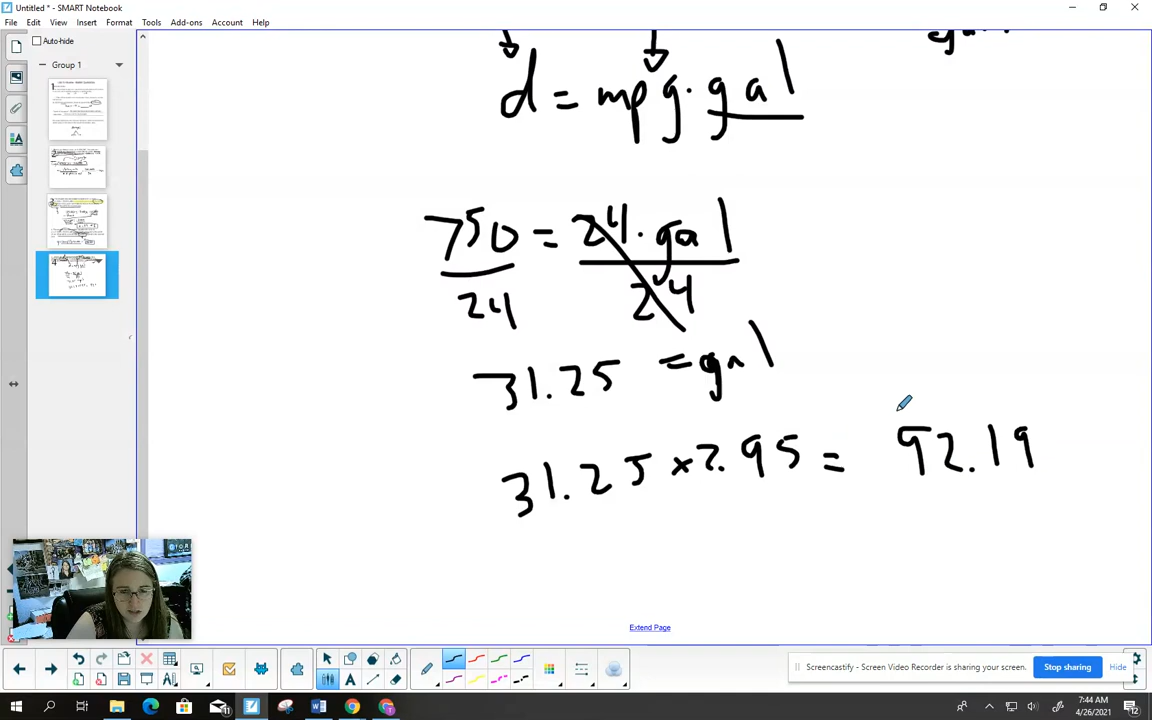 Untitled * - SMART Notebook
File Edit View Insert Format Tools Add-ons Account Help
Auto-hide
Group 1
d = mpg · gal
750 = 24 · gal
24 24
31.25 = gal
31.25 × 2.95 = 92.19
Extend Page
Screencastify - Screen Video Recorder is sharing your screen.
Stop sharing
Hide
7:44 AM
4/26/2021